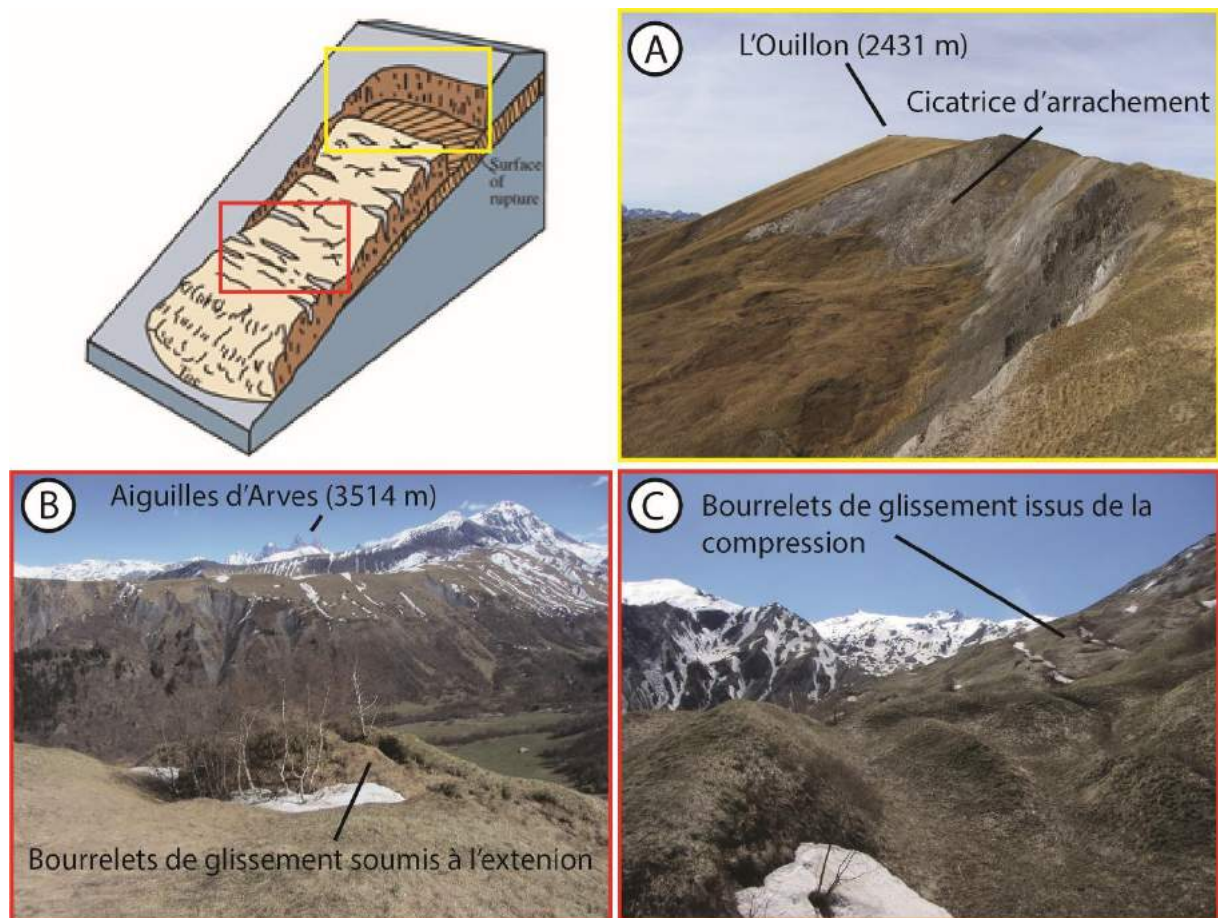 Surface
of
rupture
Toe
A
L'Ouillon (2431 m)
Cicatrice d'arrachement
B
Aiguilles d'Arves (3514 m)
Bourrelets de glissement soumis à l'extenion
C
Bourrelets de glissement issus de la
compression